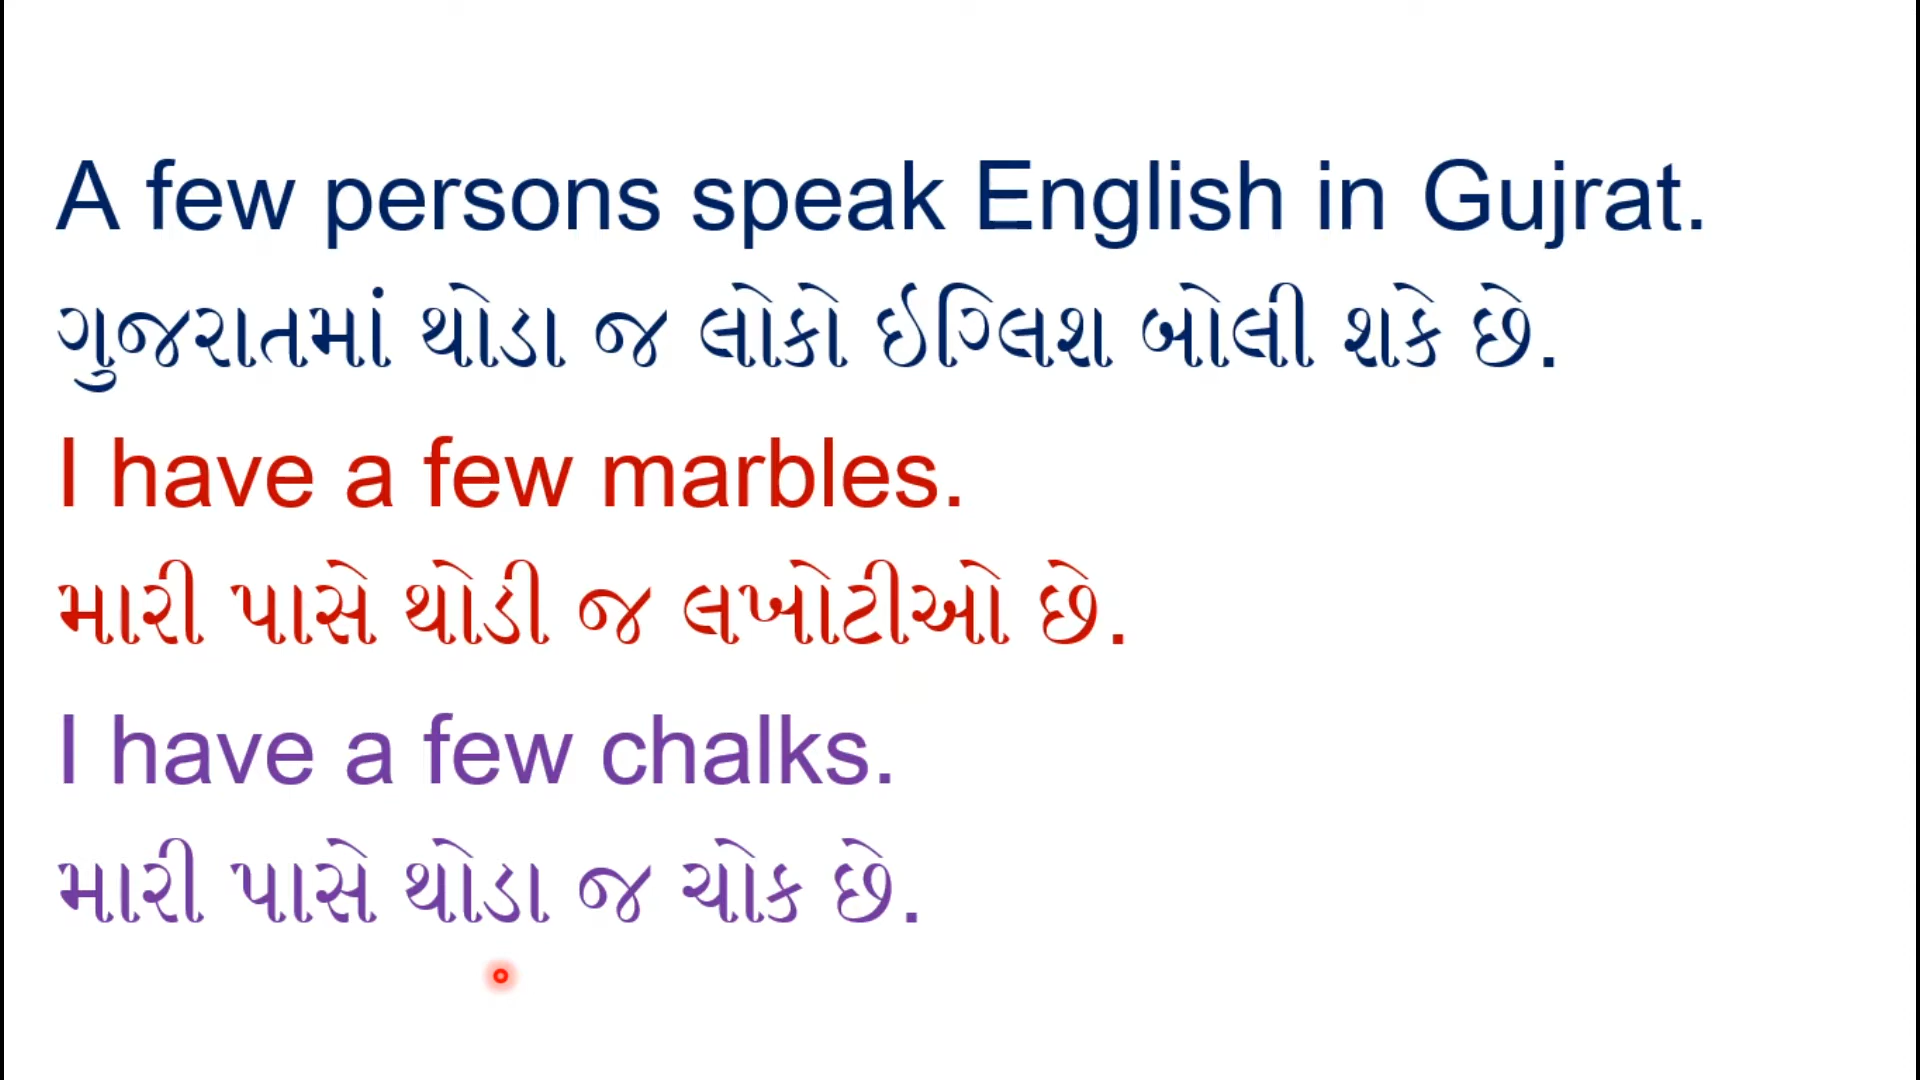 A few persons speak English in Gujrat.
ગુજરાતમાં થોડા જ લોકો ઈંગ્લિશ બોલી શકે છે.
I have a few marbles.
મારી પાસે થોડી જ લખોટીઓ છે.
I have a few chalks.
મારી પાસે થોડા જ ચોક છે.